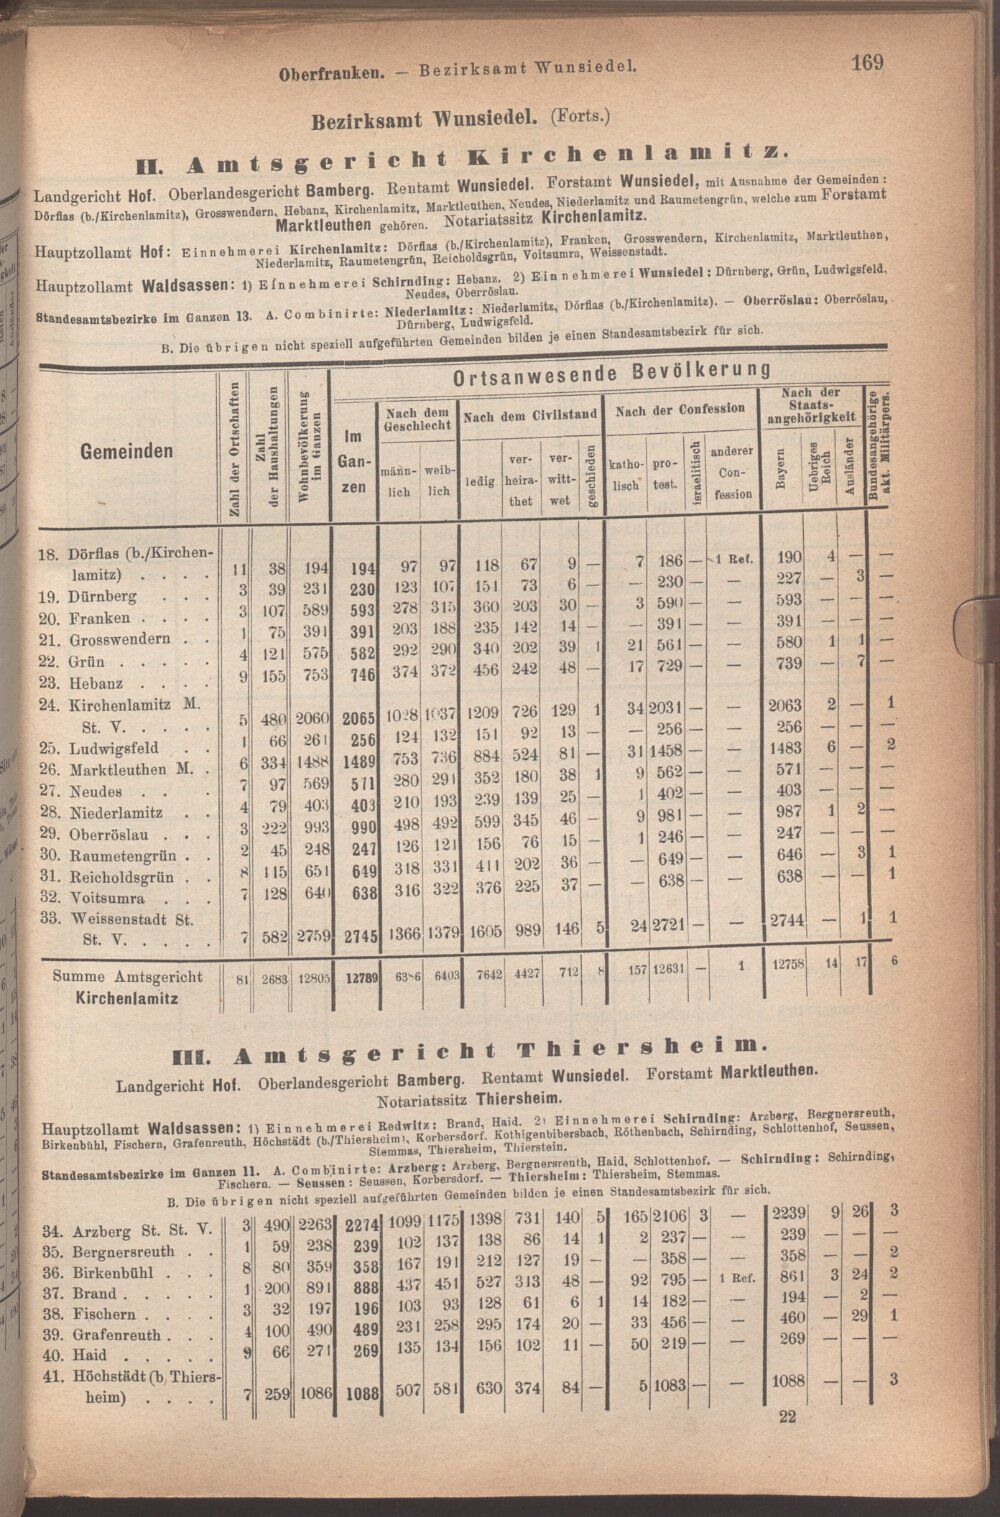 Oberfranken. — Bezirksamt Wunsiedel. 169
Bezirksamt Wunsiedel. (Forts.)
II. Amtsgericht Kirchenlamitz.
Landgericht Hof. Oberlandesgericht Bamberg. Rentamt Wunsiedel. Forstamt Wunsiedel, mit Ausnahme der Gemeinden:
Dörflas (b./Kirchenlamitz), Grosswendern, Hebanz, Kirchenlamitz, Marktleuthen, Neudes, Niederlamitz und Raumetengrün, welche zum Forstamt
Marktleuthen gehören. Notariatssitz Kirchenlamitz.
Hauptzollamt Hof: Einnehmerei Kirchenlamitz: Dörflas (b./Kirchenlamitz), Franken, Grosswendern, Kirchenlamitz, Marktleuthen,
Niederlamitz, Raumetengrün, Reicholdsgrün, Voitsumra, Weissenstadt.
Hauptzollamt Waldsassen: 1) Einnehmerei Schirnding: Hebanz. 2) Einnehmerei Wunsiedel: Dürnberg, Grün, Ludwigsfeld,
Neudes, Oberröslau.
Standesamtsbezirke im Ganzen 13. A. Combinirte: Niederlamitz: Niederlamitz, Dörflas (b./Kirchenlamitz). — Oberröslau: Oberröslau,
Dürnberg, Ludwigsfeld.
B. Die übrigen nicht speziell aufgeführten Gemeinden bilden je einen Standesamtsbezirk für sich.
Gemeinden
Zahl der Ortschaften
Zahl der Haushaltungen
Wohnbevölkerung im Ganzen
Ortsanwesende Bevölkerung
Im Gan-zen
Nach dem Geschlecht
männ-lich
weib-lich
Nach dem Civilstand
ledig
ver-heira-thet
ver-witt-wet
geschieden
Nach der Confession
katho-lisch
pro-test.
israelitisch
anderer Con-fession
Nach der Staats-angehörigkeit
Bayern
Uebriges Reich
Ausländer
Bundesangehörige akt. Militärpers.
18. Dörflas (b./Kirchen-
lamitz) . . . . 11 38 194 194 97 97 118 67 9 — 7 186 — 1 Ref. 190 4 — —
19. Dürnberg . . . 3 39 231 230 123 107 151 73 6 — — 230 — — 227 — 3 —
20. Franken . . . . 3 107 589 593 278 315 360 203 30 — 3 590 — — 593 — — —
21. Grosswendern . . 1 75 391 391 203 188 235 142 14 — — 391 — — 391 — — —
22. Grün . . . . . 4 121 575 582 292 290 340 202 39 1 21 561 — — 580 1 1 —
23. Hebanz . . . . 9 155 753 746 374 372 456 242 48 — 17 729 — — 739 — 7 —
24. Kirchenlamitz M.
St. V. . . . . . 5 480 2060 2065 1028 1037 1209 726 129 1 34 2031 — — 2063 2 — 1
25. Ludwigsfeld . . 1 66 261 256 124 132 151 92 13 — — 256 — — 256 — — —
26. Marktleuthen M. . 6 334 1488 1489 753 736 884 524 81 — 31 1458 — — 1483 6 — 2
27. Neudes . . . 7 97 569 571 280 291 352 180 38 1 9 562 — — 571 — — —
28. Niederlamitz . . 4 79 403 403 210 193 239 139 25 — 1 402 — — 403 — — —
29. Oberröslau . . . 3 222 993 990 498 492 599 345 46 — 9 981 — — 987 1 2 —
30. Raumetengrün . . 2 45 248 247 126 121 156 76 15 — 1 246 — — 247 — — —
31. Reicholdsgrün . . 8 115 651 649 318 331 411 202 36 — — 649 — — 646 — 3 1
32. Voitsumra . . . 7 128 640 638 316 322 376 225 37 — — 638 — — 638 — — 1
33. Weissenstadt St.
St. V. . . . . . 7 582 2759 2745 1366 1379 1605 989 146 5 24 2721 — — 2744 — 1 1
Summe Amtsgericht
Kirchenlamitz 81 2683 12805 12789 6386 6403 7642 4427 712 8 157 12631 — 1 12758 14 17 6
III. Amtsgericht Thiersheim.
Landgericht Hof. Oberlandesgericht Bamberg. Rentamt Wunsiedel. Forstamt Marktleuthen.
Notariatssitz Thiersheim.
Hauptzollamt Waldsassen: 1) Einnehmerei Redwitz: Brand, Haid. 2) Einnehmerei Schirnding: Arzberg, Bergnersreuth,
Birkenbühl, Fischern, Grafenreuth, Höchstädt (b./Thiersheim), Korbersdorf, Kothigenbibersbach, Röthenbach, Schirnding, Schlottenhof, Seussen,
Stemmas, Thiersheim, Thierstein.
Standesamtsbezirke im Ganzen 11. A. Combinirte: Arzberg: Arzberg, Bergnersreuth, Haid, Schlottenhof. — Schirnding: Schirnding,
Fischern. — Seussen: Seussen, Korbersdorf. — Thiersheim: Thiersheim, Stemmas.
B. Die übrigen nicht speziell aufgeführten Gemeinden bilden je einen Standesamtsbezirk für sich.
34. Arzberg St. St. V. 3 490 2263 2274 1099 1175 1398 731 140 5 165 2106 3 — 2239 9 26 3
35. Bergnersreuth . . 1 59 238 239 102 137 138 86 14 1 2 237 — — 239 — — —
36. Birkenbühl . . . 8 80 359 358 167 191 212 127 19 — — 358 — — 358 — — 2
37. Brand . . . . . 1 200 891 888 437 451 527 313 48 — 92 795 — 1 Ref. 861 3 24 2
38. Fischern . . . . 3 32 197 196 103 93 128 61 6 1 14 182 — — 194 — 2 —
39. Grafenreuth . . . 4 100 490 489 231 258 295 174 20 — 33 456 — — 460 — 29 1
40. Haid . . . . . 9 66 271 269 135 134 156 102 11 — 50 219 — — 269 — — —
41. Höchstädt (b. Thiers-
heim) . . . . 7 259 1086 1088 507 581 630 374 84 — 5 1083 — — 1088 — — 3
22